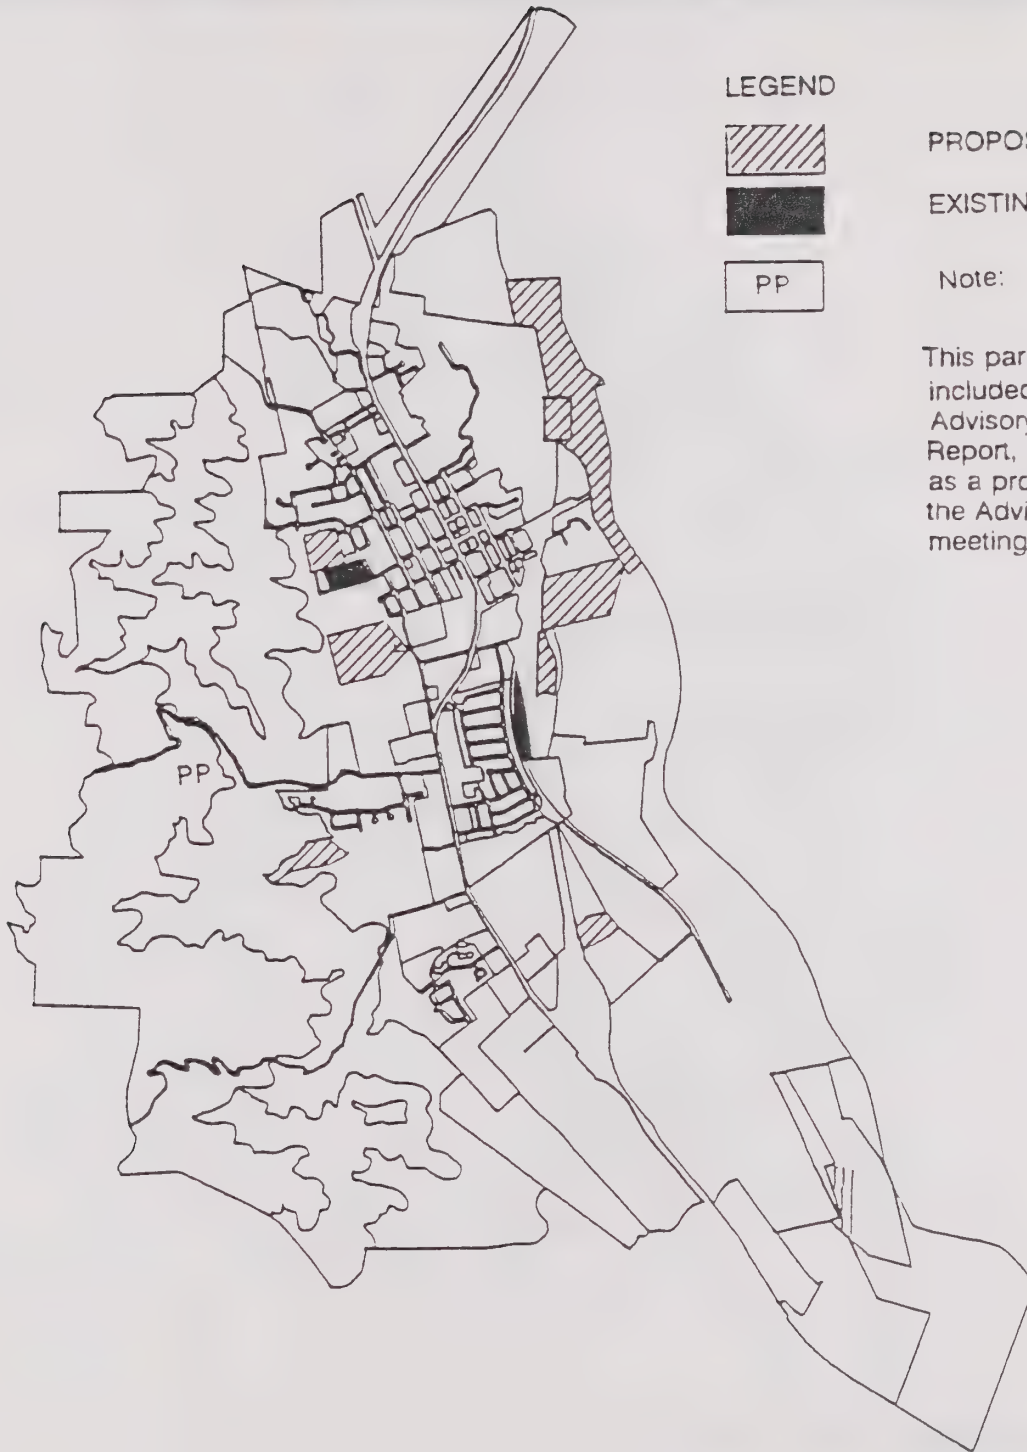 LEGEND
PROPOS
EXISTIN
PP
Note:
This par
included
Advisory
Report,
as a pro
the Advi
meeting
PP